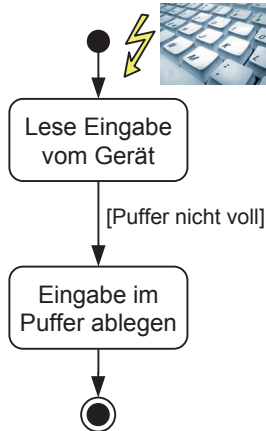 Lese Eingabe
vom Gerät
[Puffer nicht voll]
Eingabe im
Puffer ablegen